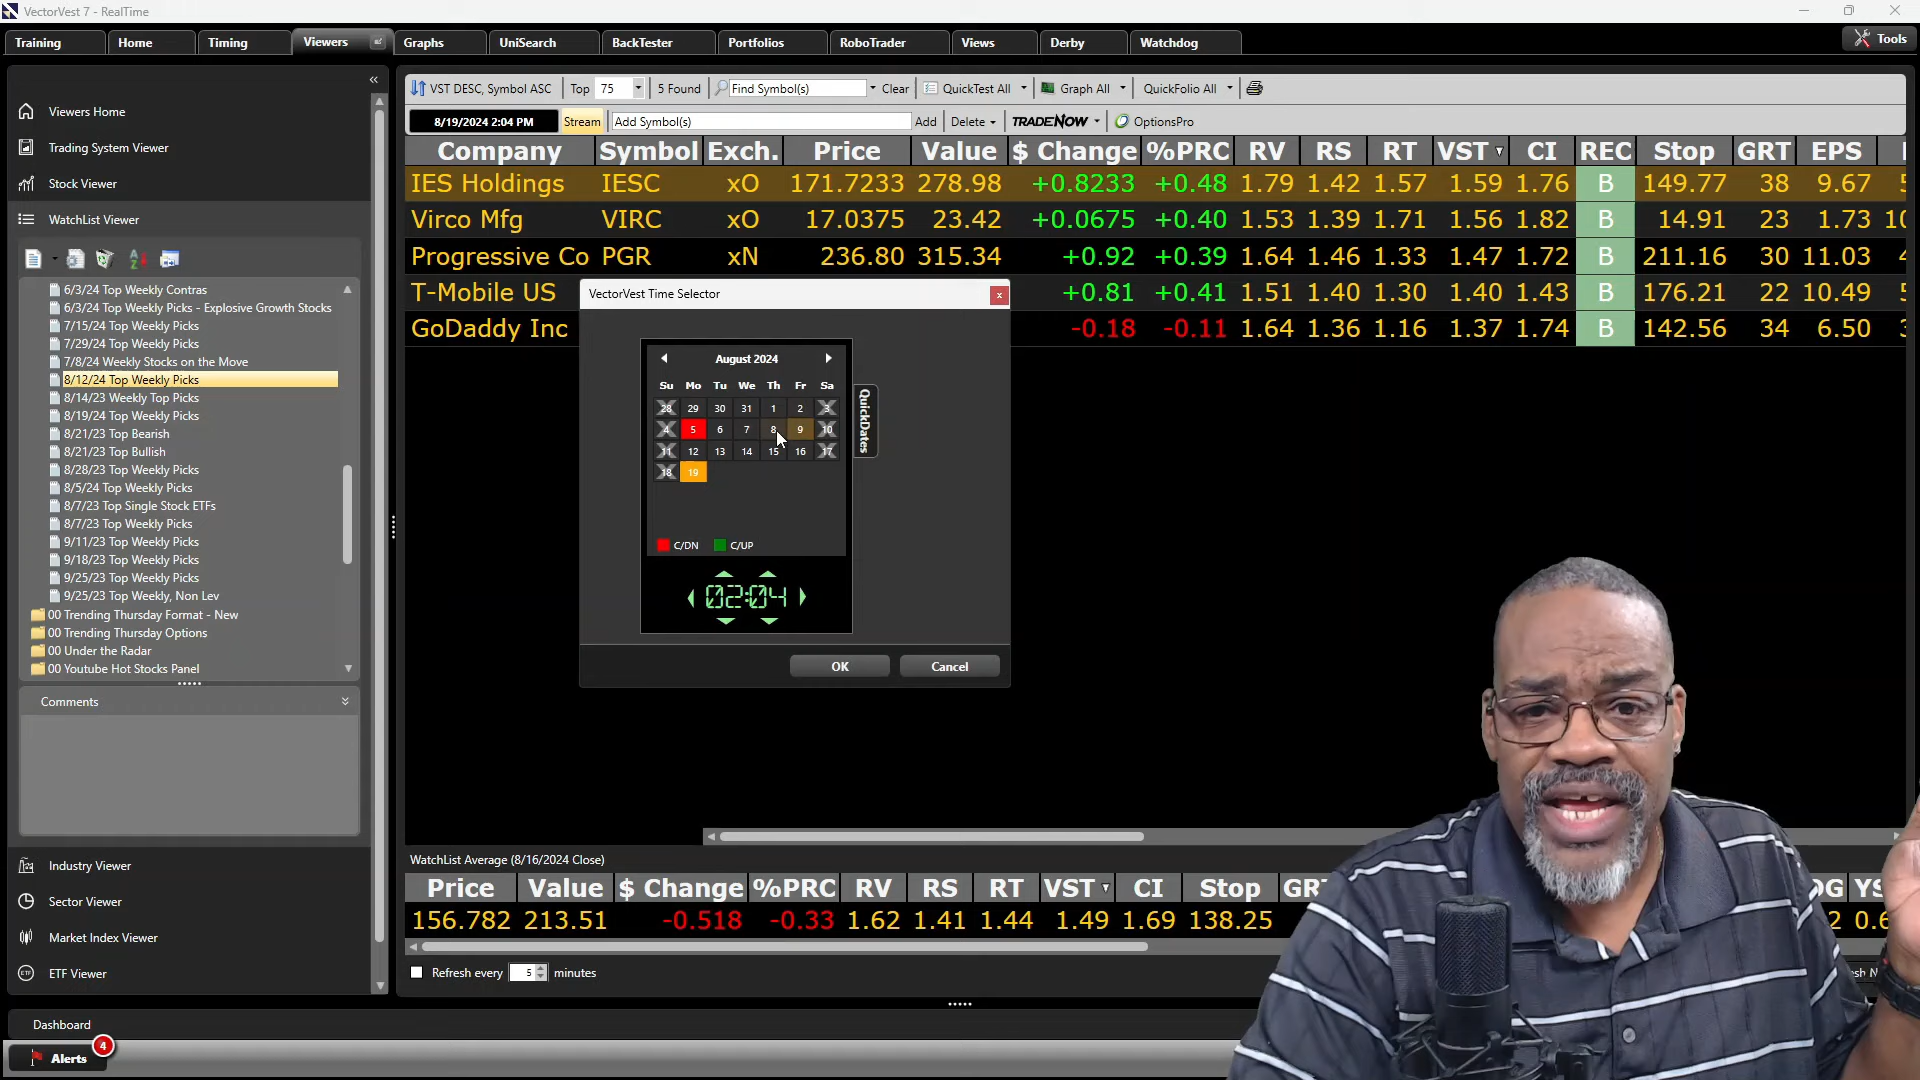 VectorVest 7 - RealTime
Training
Home
Timing
Viewers
Graphs
UniSearch
BackTester
Portfolios
RoboTrader
Views
Derby
Watchdog
Tools
Viewers Home
Trading System Viewer
Stock Viewer
WatchList Viewer
6/3/24 Top Weekly Contras
6/3/24 Top Weekly Picks - Explosive Growth Stocks
7/15/24 Top Weekly Picks
7/29/24 Top Weekly Picks
7/8/24 Weekly Stocks on the Move
8/12/24 Top Weekly Picks
8/14/23 Weekly Top Picks
8/19/24 Top Weekly Picks
8/21/23 Top Bearish
8/21/23 Top Bullish
8/28/23 Top Weekly Picks
8/5/24 Top Weekly Picks
8/7/23 Top Single Stock ETFs
8/7/23 Top Weekly Picks
9/11/23 Top Weekly Picks
9/18/23 Top Weekly Picks
9/25/23 Top Weekly Picks
9/25/23 Top Weekly, Non Lev
00 Trending Thursday Format - New
00 Trending Thursday Options
00 Under the Radar
00 Youtube Hot Stocks Panel
Comments
Industry Viewer
Sector Viewer
Market Index Viewer
ETF Viewer
Dashboard
Alerts 4
VST DESC, Symbol ASC Top 75 5 Found Find Symbol(s) Clear QuickTest All Graph All QuickFolio All
8/19/2024 2:04 PM Stream Add Symbol(s) Add Delete TRADENOW OptionsPro
Company Symbol Exch. Price Value $ Change %PRC RV RS RT VST CI REC Stop GRT EPS
IES Holdings IESC xO 171.7233 278.98 +0.8233 +0.48 1.79 1.42 1.57 1.59 1.76 B 149.77 38 9.67
Virco Mfg VIRC xO 17.0375 23.42 +0.0675 +0.40 1.53 1.39 1.71 1.56 1.82 B 14.91 23 1.73
Progressive Co PGR xN 236.80 315.34 +0.92 +0.39 1.64 1.46 1.33 1.47 1.72 B 211.16 30 11.03
T-Mobile US +0.81 +0.41 1.51 1.40 1.30 1.40 1.43 B 176.21 22 10.49
GoDaddy Inc -0.18 -0.11 1.64 1.36 1.16 1.37 1.74 B 142.56 34 6.50
VectorVest Time Selector
August 2024
Su Mo Tu We Th Fr Sa
28 29 30 31 1 2 3
4 5 6 7 8 9 10
11 12 13 14 15 16 17
18 19
C/DN C/UP
02:04
QuickDates
OK
Cancel
WatchList Average (8/16/2024 Close)
Price Value $ Change %PRC RV RS RT VST CI Stop
156.782 213.51 -0.518 -0.33 1.62 1.41 1.44 1.49 1.69 138.25
Refresh every 5 minutes